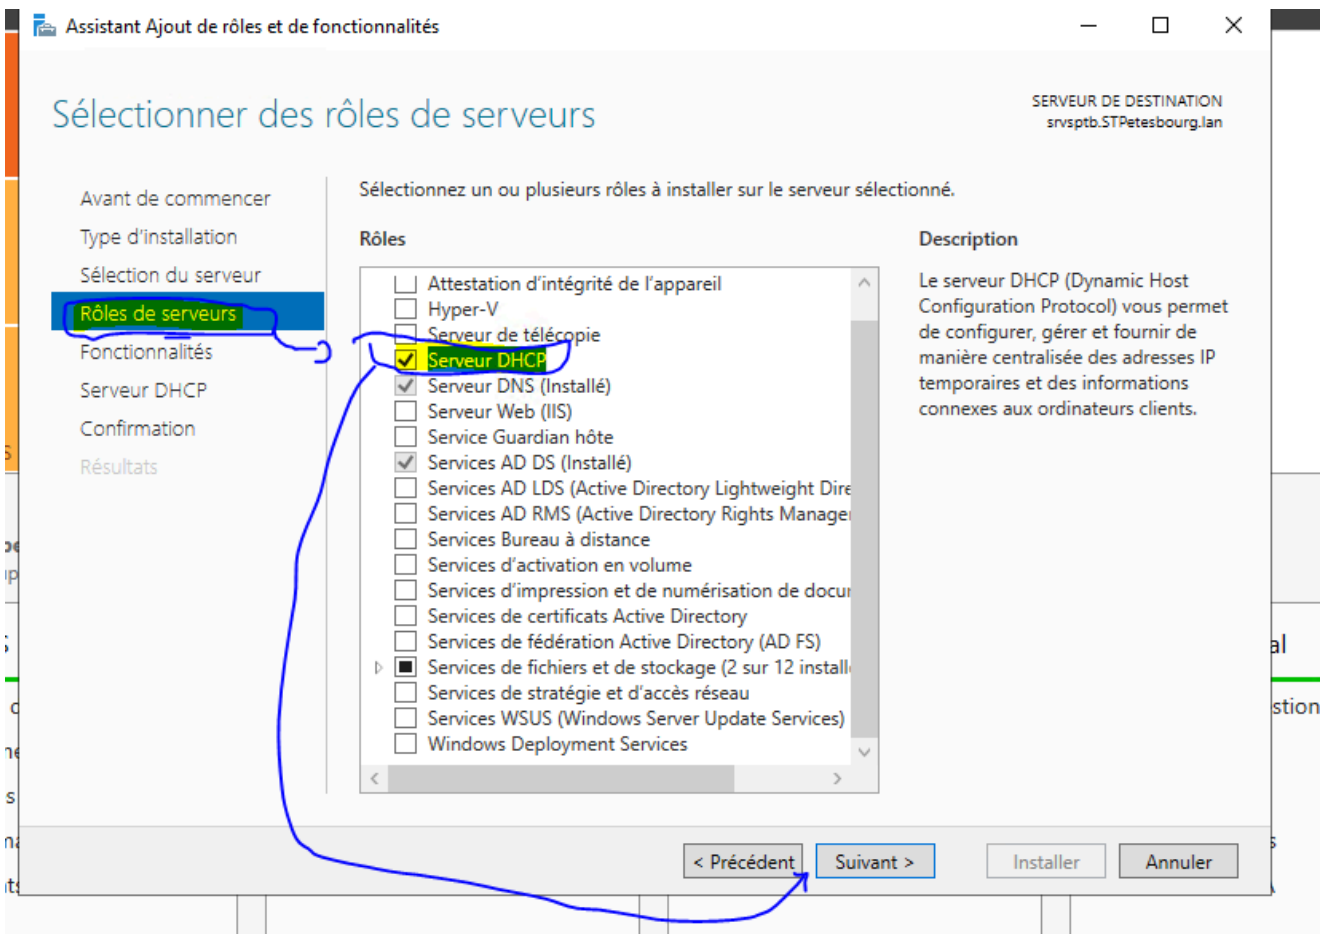 Assistant Ajout de rôles et de fonctionnalités
Sélectionner des rôles de serveurs
SERVEUR DE DESTINATION
srvsptb.STPetesbourg.lan
Avant de commencer
Type d'installation
Sélection du serveur
Rôles de serveurs
Fonctionnalités
Serveur DHCP
Confirmation
Résultats
Sélectionnez un ou plusieurs rôles à installer sur le serveur sélectionné.
Rôles
Attestation d'intégrité de l'appareil
Hyper-V
Serveur de télécopie
Serveur DHCP
Serveur DNS (Installé)
Serveur Web (IIS)
Service Guardian hôte
Services AD DS (Installé)
Services AD LDS (Active Directory Lightweight Dire
Services AD RMS (Active Directory Rights Manage
Services Bureau à distance
Services d'activation en volume
Services d'impression et de numérisation de docu
Services de certificats Active Directory
Services de fédération Active Directory (AD FS)
Services de fichiers et de stockage (2 sur 12 install
Services de stratégie et d'accès réseau
Services WSUS (Windows Server Update Services)
Windows Deployment Services
Description
Le serveur DHCP (Dynamic Host
Configuration Protocol) vous permet
de configurer, gérer et fournir de
manière centralisée des adresses IP
temporaires et des informations
connexes aux ordinateurs clients.
< Précédent
Suivant >
Installer
Annuler
al
stion